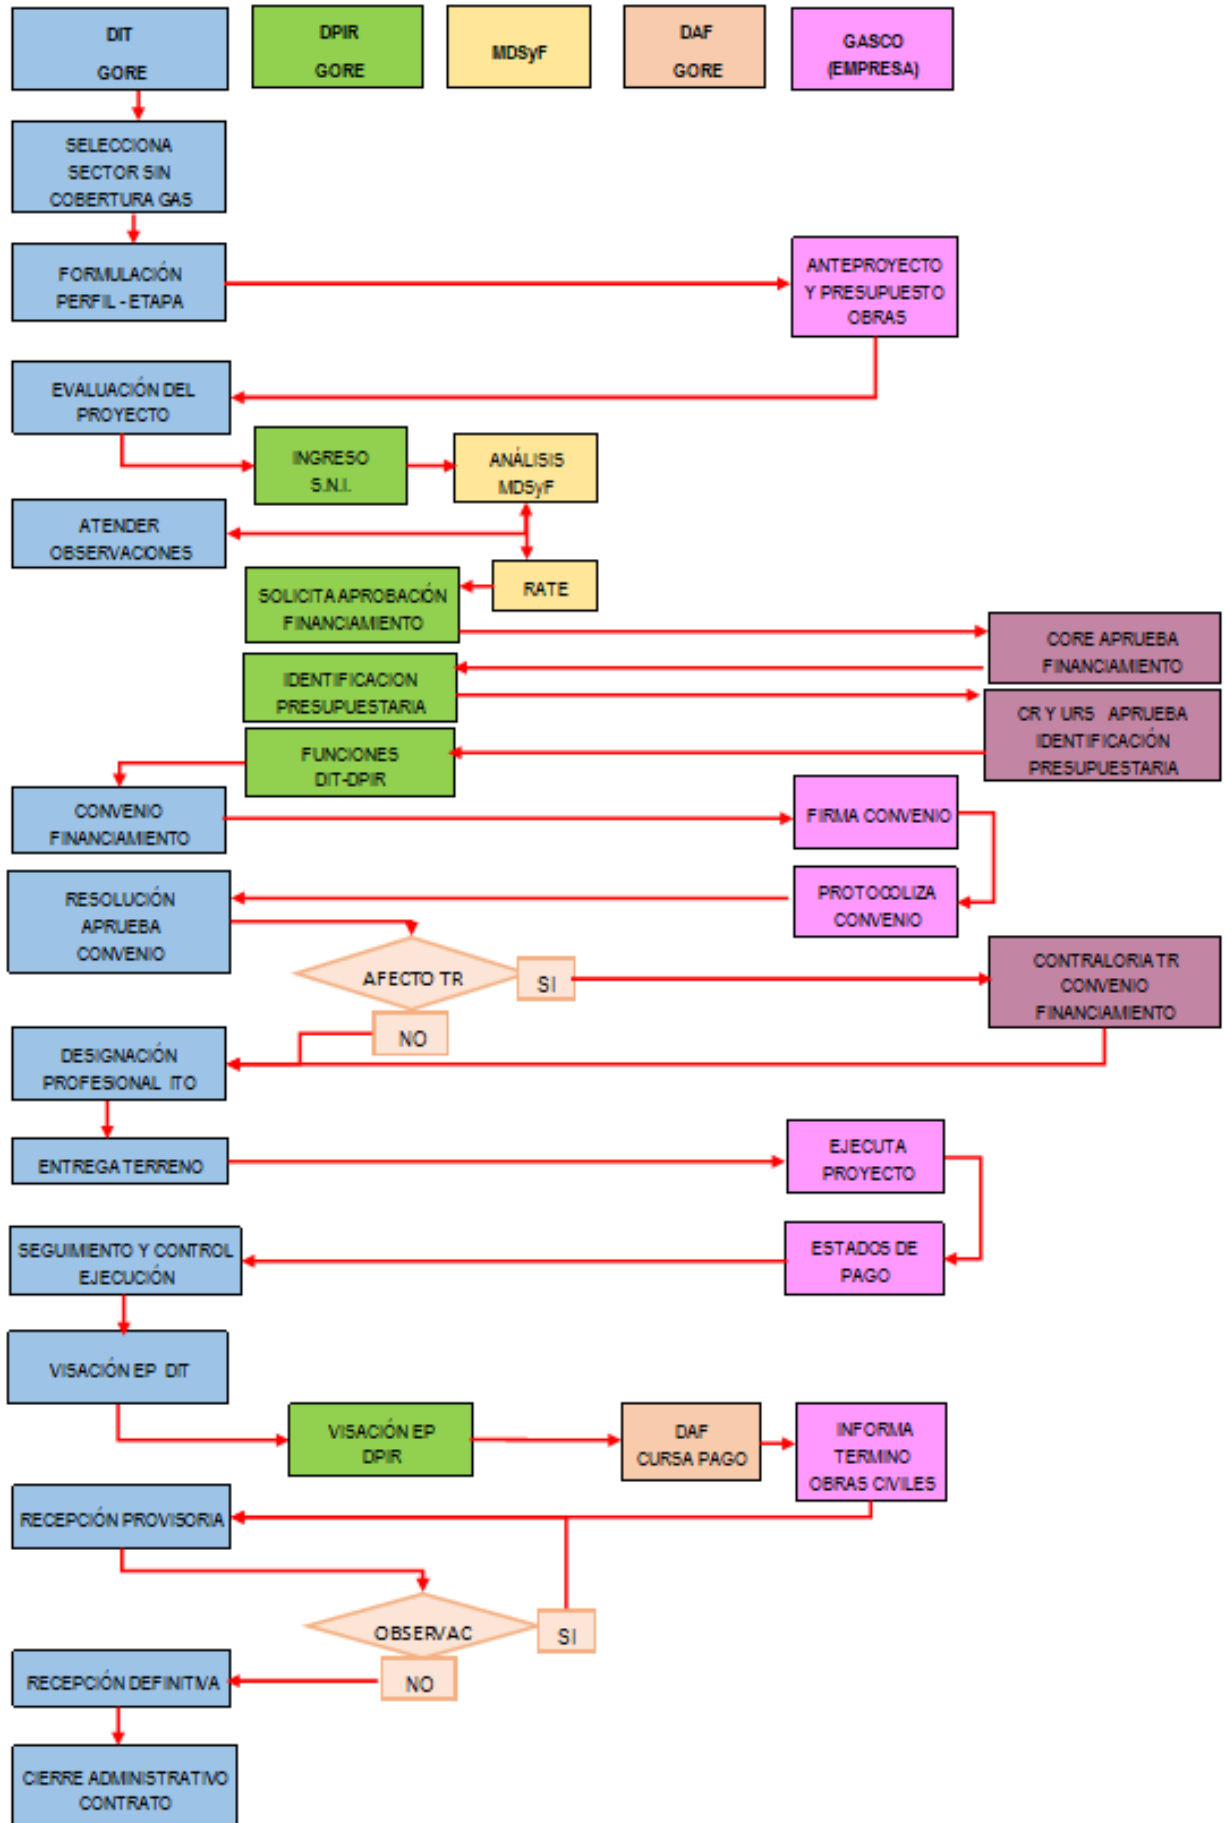 DIT
GORE
DPIR
GORE
MDSyF
DAF
GORE
GASCO
(EMPRESA)
SELECCIONA
SECTOR SIN
COBERTURA GAS
FORMULACIÓN
PERFIL - ETAPA
ANTEPROYECTO
Y PRESUPUESTO
OBRAS
EVALUACIÓN DEL
PROYECTO
INGRESO
S.N.I.
ANÁLISIS
MDSyF
ATENDER
OBSERVACIONES
RATE
SOLICITA APROBACIÓN
FINANCIAMIENTO
CORE APRUEBA
FINANCIAMIENTO
IDENTIFICACION
PRESUPUESTARIA
CR Y URS APRUEBA
IDENTIFICACIÓN
PRESUPUESTARIA
FUNCIONES
DIT-DPIR
CONVENIO
FINANCIAMIENTO
FIRMA CONVENIO
PROTOCOLIZA
CONVENIO
RESOLUCIÓN
APRUEBA
CONVENIO
AFECTO TR
SI
NO
CONTRALORIA TR
CONVENIO
FINANCIAMIENTO
DESIGNACIÓN
PROFESIONAL ITO
ENTREGA TERRENO
EJECUTA
PROYECTO
ESTADOS DE
PAGO
SEGUIMIENTO Y CONTROL
EJECUCIÓN
VISACIÓN EP DIT
VISACIÓN EP
DPIR
DAF
CURSA PAGO
INFORMA
TERMINO
OBRAS CIVILES
RECEPCIÓN PROVISORIA
OBSERVAC
SI
NO
RECEPCIÓN DEFINITIVA
CIERRE ADMINISTRATIVO
CONTRATO